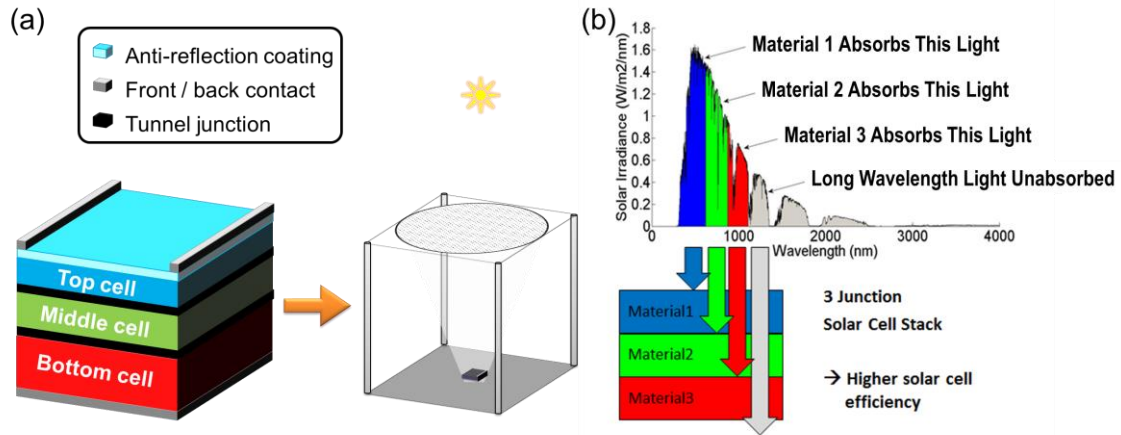 (a)
Anti-reflection coating
Front / back contact
Tunnel junction
Top cell
Middle cell
Bottom cell
(b)
Solar Irradiance (W/m2/nm)
1.8
1.6
1.4
1.2
1
0.8
0.6
0.4
0.2
0
0
1000
2000
3000
4000
Wavelength (nm)
Material 1 Absorbs This Light
Material 2 Absorbs This Light
Material 3 Absorbs This Light
Long Wavelength Light Unabsorbed
Material1
Material2
Material3
3 Junction
Solar Cell Stack
→ Higher solar cell
efficiency